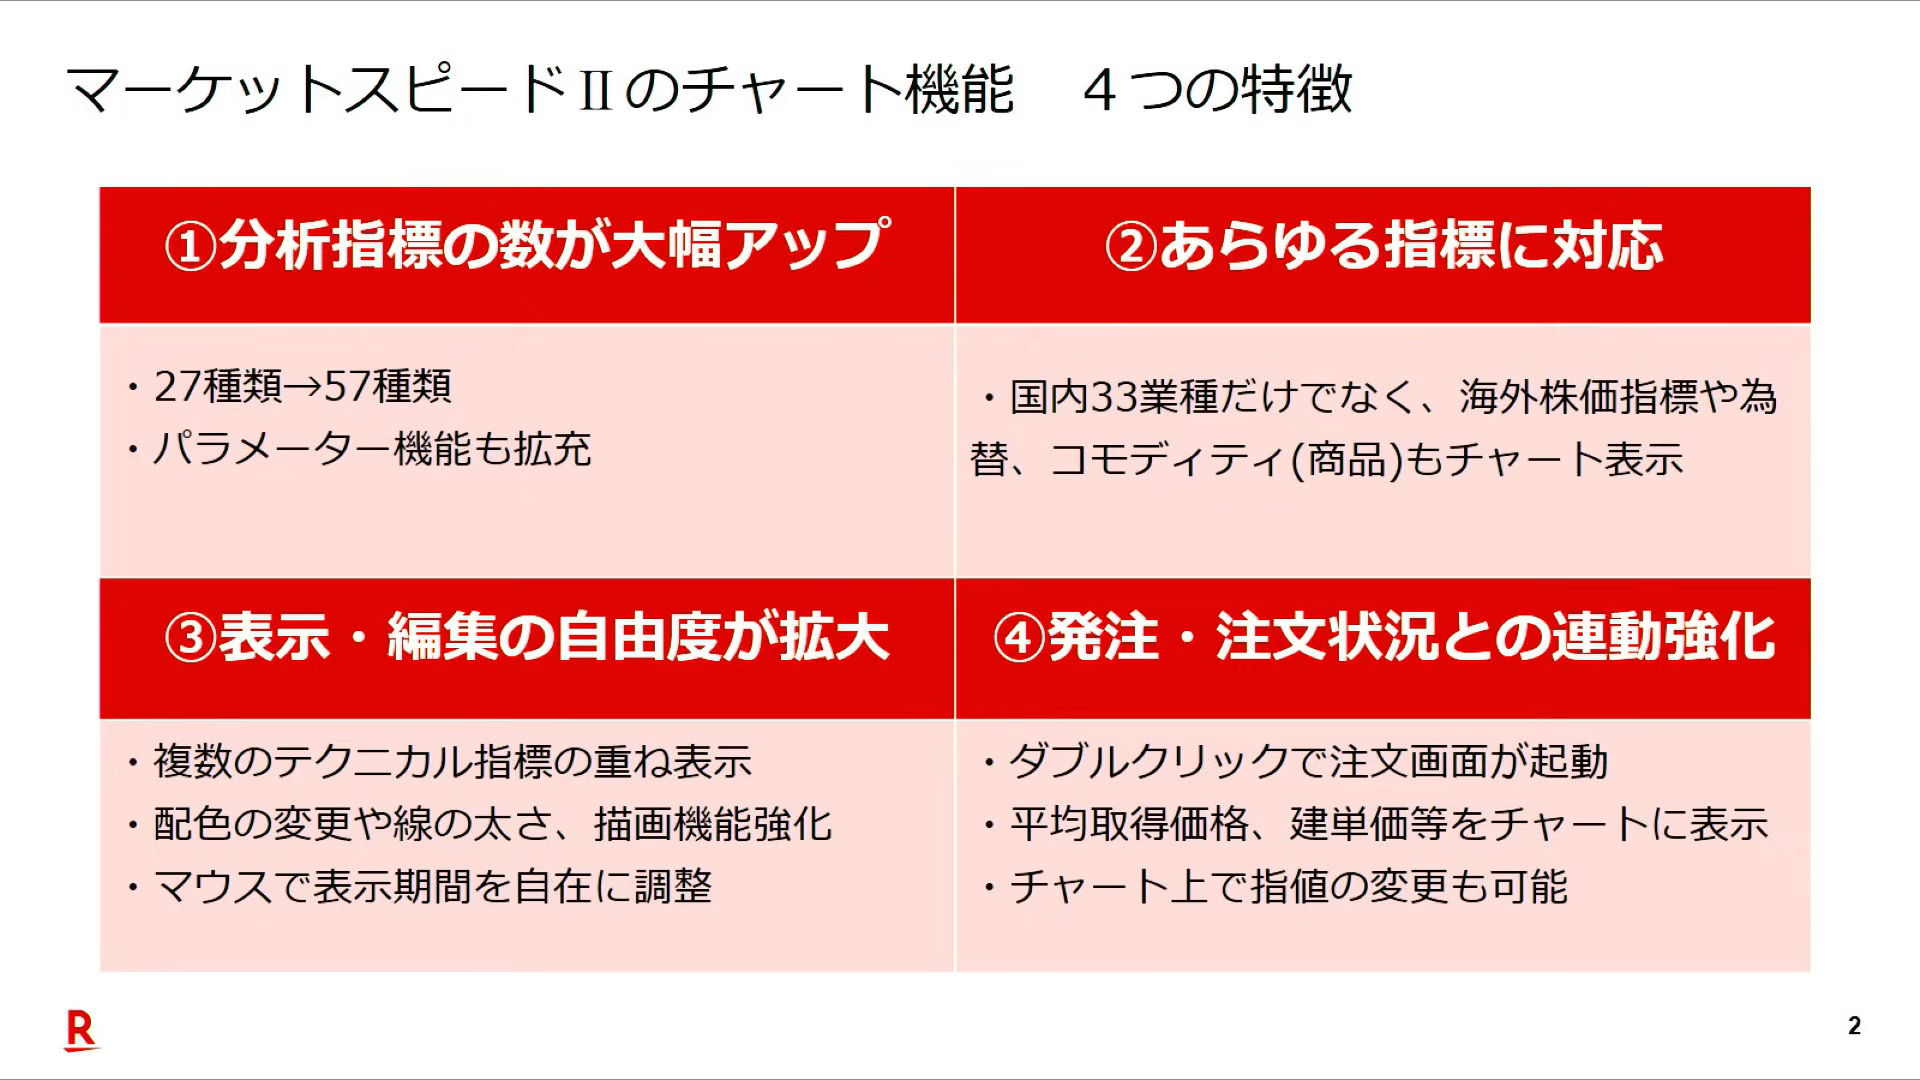 マーケットスピードⅡのチャート機能　４つの特徴
①分析指標の数が大幅アップ
②あらゆる指標に対応
・27種類→57種類
・パラメーター機能も拡充
・国内33業種だけでなく、海外株価指標や為
替、コモディティ(商品)もチャート表示
③表示・編集の自由度が拡大
④発注・注文状況との連動強化
・複数のテクニカル指標の重ね表示
・配色の変更や線の太さ、描画機能強化
・マウスで表示期間を自在に調整
・ダブルクリックで注文画面が起動
・平均取得価格、建単価等をチャートに表示
・チャート上で指値の変更も可能
R
2